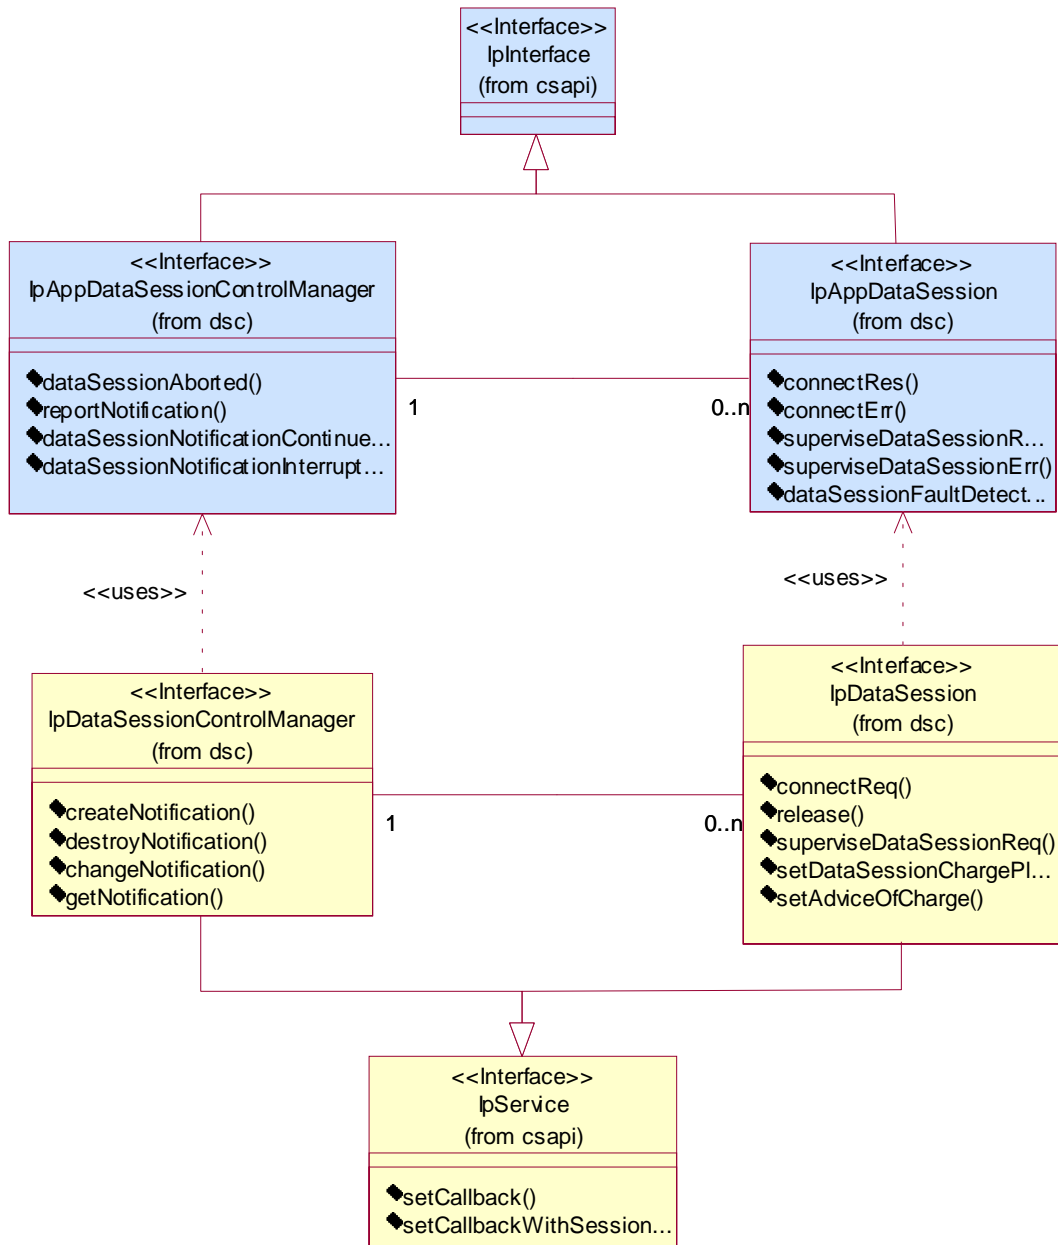 <<Interface>>
IpInterface
(from csapi)
<<Interface>>
IpAppDataSessionControlManager
(from dsc)
dataSessionAborted()
reportNotification()
dataSessionNotificationContinue...
dataSessionNotificationInterrupt...
<<Interface>>
IpAppDataSession
(from dsc)
connectRes()
connectErr()
superviseDataSessionR...
superviseDataSessionErr()
dataSessionFaultDetect...
1
0..n
<<uses>>
<<uses>>
<<Interface>>
IpDataSessionControlManager
(from dsc)
createNotification()
destroyNotification()
changeNotification()
getNotification()
<<Interface>>
IpDataSession
(from dsc)
connectReq()
release()
superviseDataSessionReq()
setDataSessionChargePl...
setAdviceOfCharge()
1
0..n
<<Interface>>
IpService
(from csapi)
setCallback()
setCallbackWithSession...